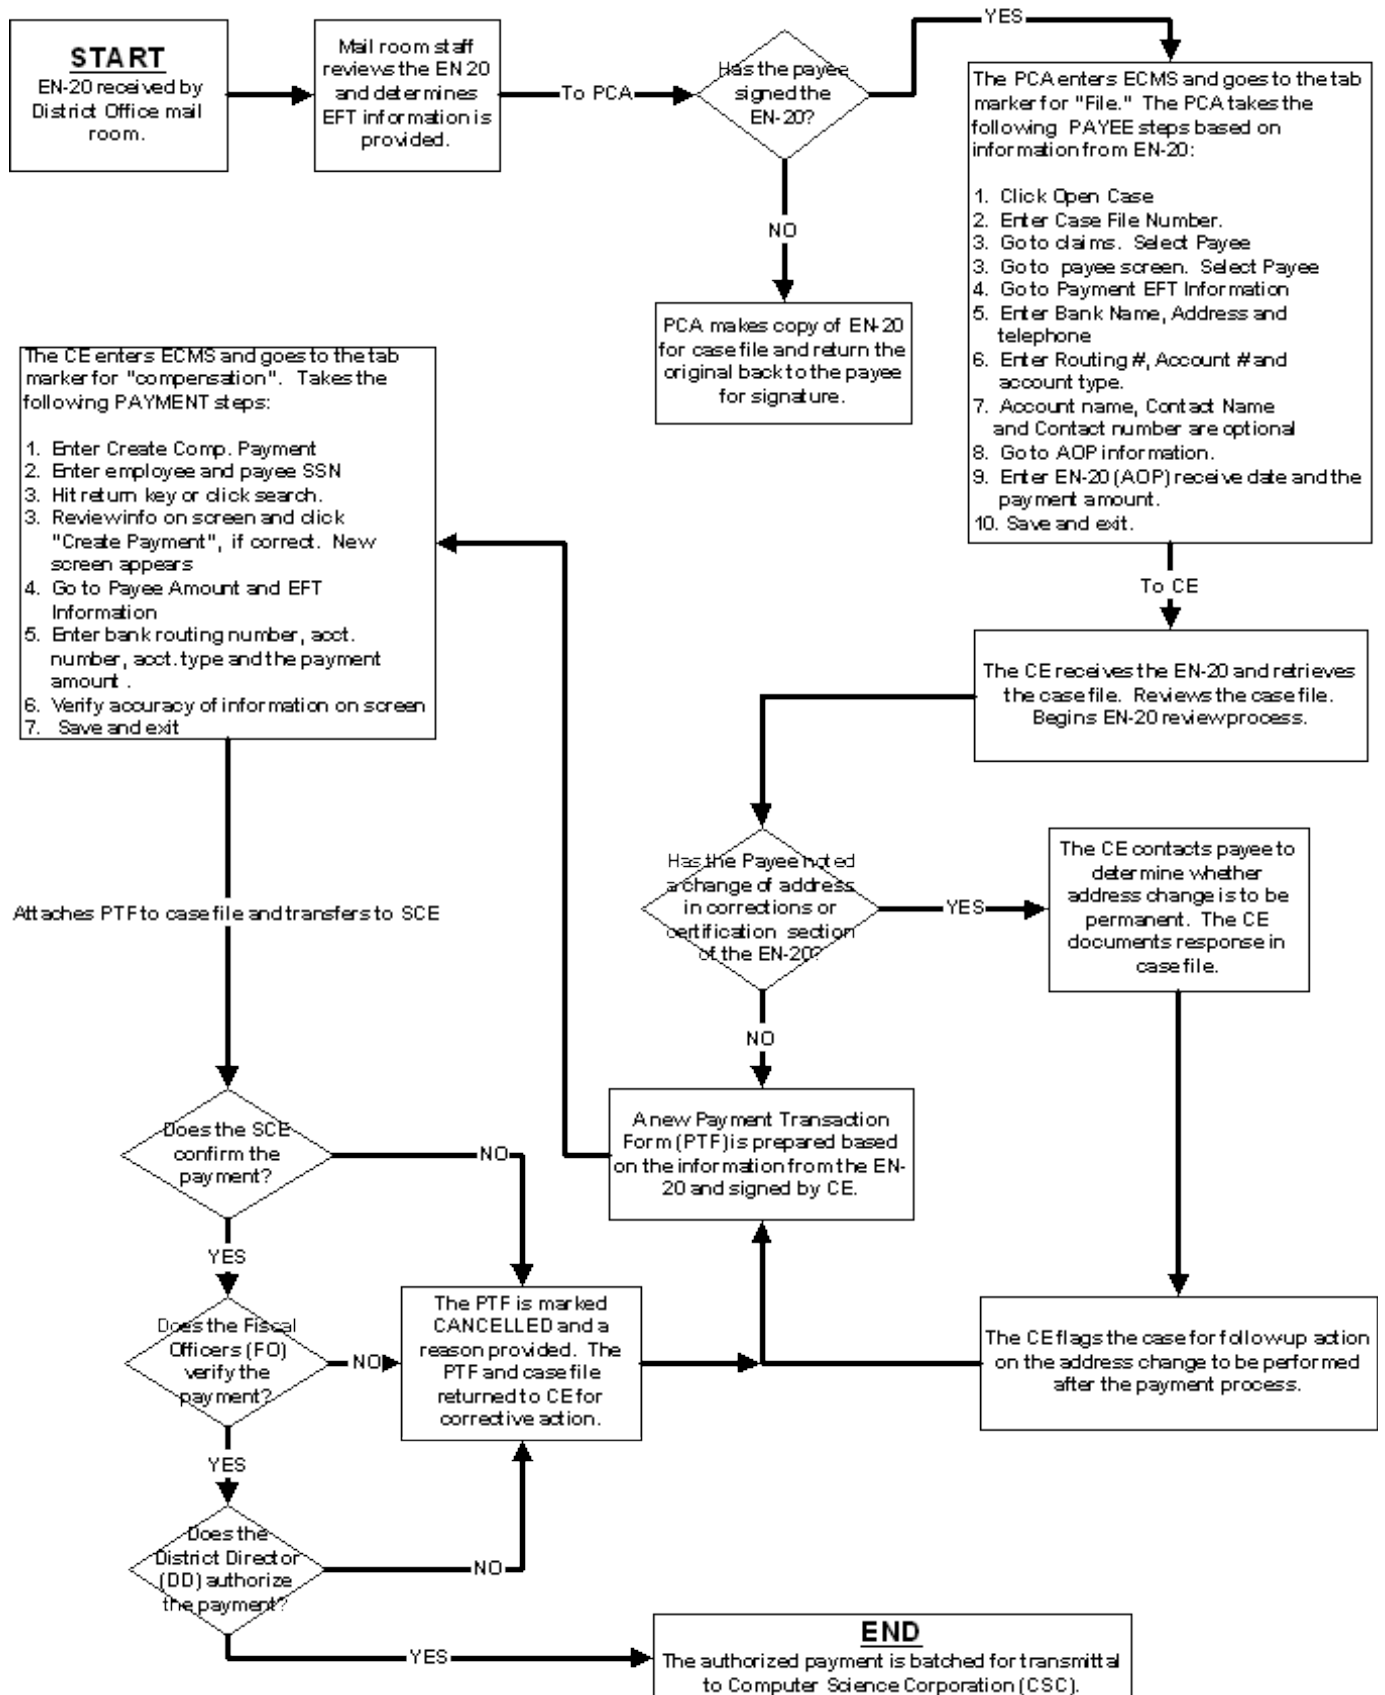 START
EN-20 received by
District Office mail
room.
Mail room staff
reviews the EN 20
and determines
EFT information is
provided.
To PCA
Has the payee
signed the
EN-20?
YES
NO
The PCA enters ECMS and goes to the tab
marker for "File." The PCA takes the
following PAYEE steps based on
information from EN-20:
1. Click Open Case
2. Enter Case File Number.
3. Go to claims. Select Payee
3. Go to payee screen. Select Payee
4. Go to Payment EFT Information
5. Enter Bank Name, Address and
telephone
6. Enter Routing #, Account # and
account type.
7. Account name, Contact Name
and Contact number are optional
8. Go to AOP information.
9. Enter EN-20 (AOP) receive date and the
payment amount.
10. Save and exit.
PCA makes copy of EN-20
for case file and return the
original back to the payee
for signature.
To CE
The CE receives the EN-20 and retrieves
the case file. Reviews the case file.
Begins EN-20 review process.
Has the Payee noted
a change of address
in corrections or
certification section
of the EN-20?
YES
NO
The CE contacts payee to
determine whether
address change is to be
permanent. The CE
documents response in
case file.
The CE flags the case for follow-up action
on the address change to be performed
after the payment process.
A new Payment Transaction
Form (PTF) is prepared based
on the information from the EN-
20 and signed by CE.
The CE enters ECMS and goes to the tab
marker for "compensation". Takes the
following PAYMENT steps:
1. Enter Create Comp. Payment
2. Enter employee and payee SSN
3. Hit return key or click search.
3. Review info on screen and click
"Create Payment", if correct. New
screen appears
4. Go to Payee Amount and EFT
Information
5. Enter bank routing number, acct.
number, acct. type and the payment
amount .
6. Verify accuracy of information on screen
7. Save and exit
Attaches PTF to case file and transfers to SCE
Does the SCE
confirm the
payment?
NO
YES
Does the Fiscal
Officers (FO)
verify the
payment?
NO
YES
The PTF is marked
CANCELLED and a
reason provided. The
PTF and case file
returned to CE for
corrective action.
Does the
District Director
(DD) authorize
the payment?
NO
YES
END
The authorized payment is batched for transmittal
to Computer Science Corporation (CSC).